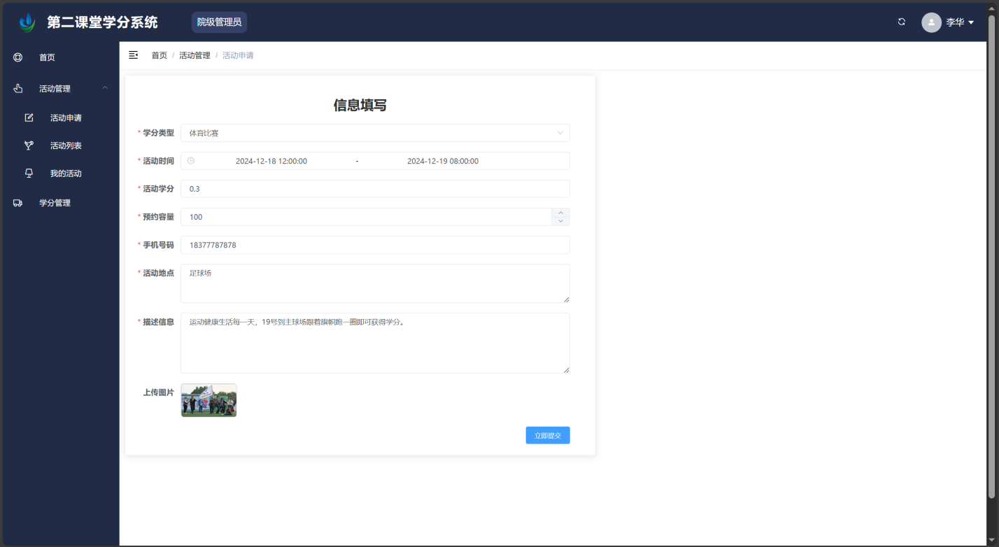 第二课堂学分系统
院级管理员
李华
首页
活动管理
活动申请
活动列表
我的活动
学分管理
首页 / 活动管理 / 活动申请
信息填写
* 学分类型 体育比赛
* 活动时间 2024-12-18 12:00:00 - 2024-12-19 08:00:00
* 活动学分 0.3
* 预约容量 100
* 手机号码 18377787878
* 活动地点 足球场
* 描述信息 运动健康生活每一天，19号到主球场跟着旗帜跑一圈即可获得学分。
上传图片
立即提交